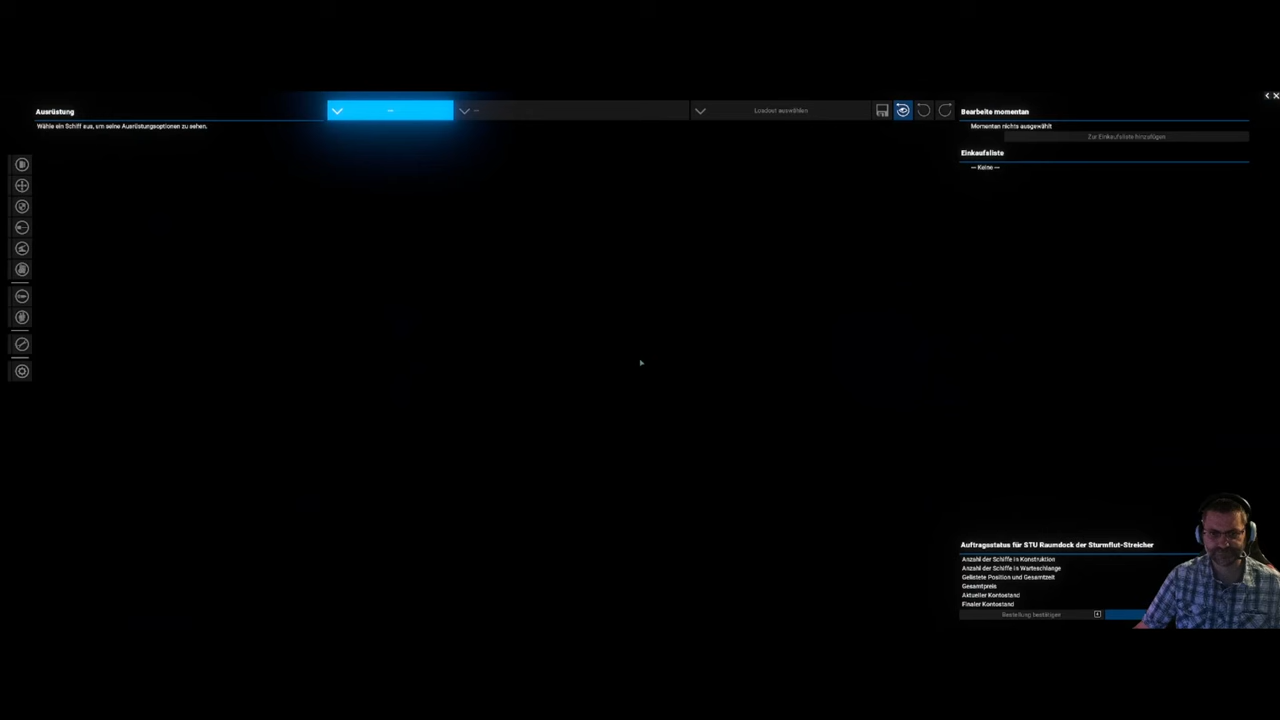 Ausrüstung
Wähle ein Schiff aus, um seine Ausrüstungsoptionen zu sehen.
--
--
Loadout auswählen
Bearbeite momentan
Momentan nichts ausgewählt
Zur Einkaufsliste hinzufügen
Einkaufsliste
-- Keine --
Auftragsstatus für STU Raumdock der Sturmflut-Streicher
Anzahl der Schiffe in Konstruktion
Anzahl der Schiffe in Warteschlange
Gelistete Position und Gesamtzeit
Gesamtpreis
Aktueller Kontostand
Finaler Kontostand
Bestellung bestätigen